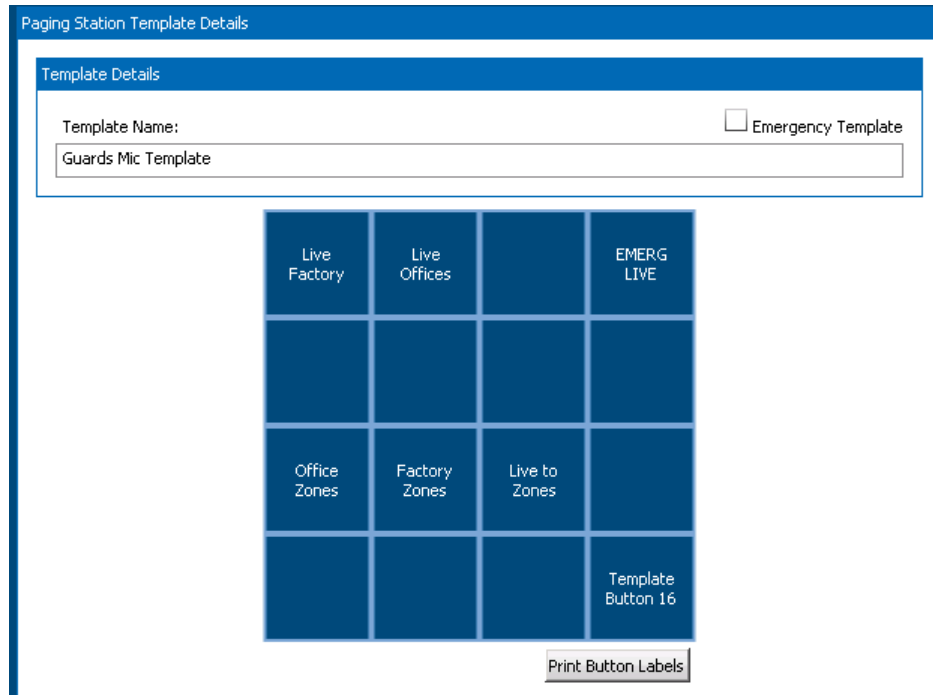 Paging Station Template Details
Template Details
Template Name:
Emergency Template
Guards Mic Template
Live
Factory
Live
Offices
EMERG
LIVE
Office
Zones
Factory
Zones
Live to
Zones
Template
Button 16
Print Button Labels